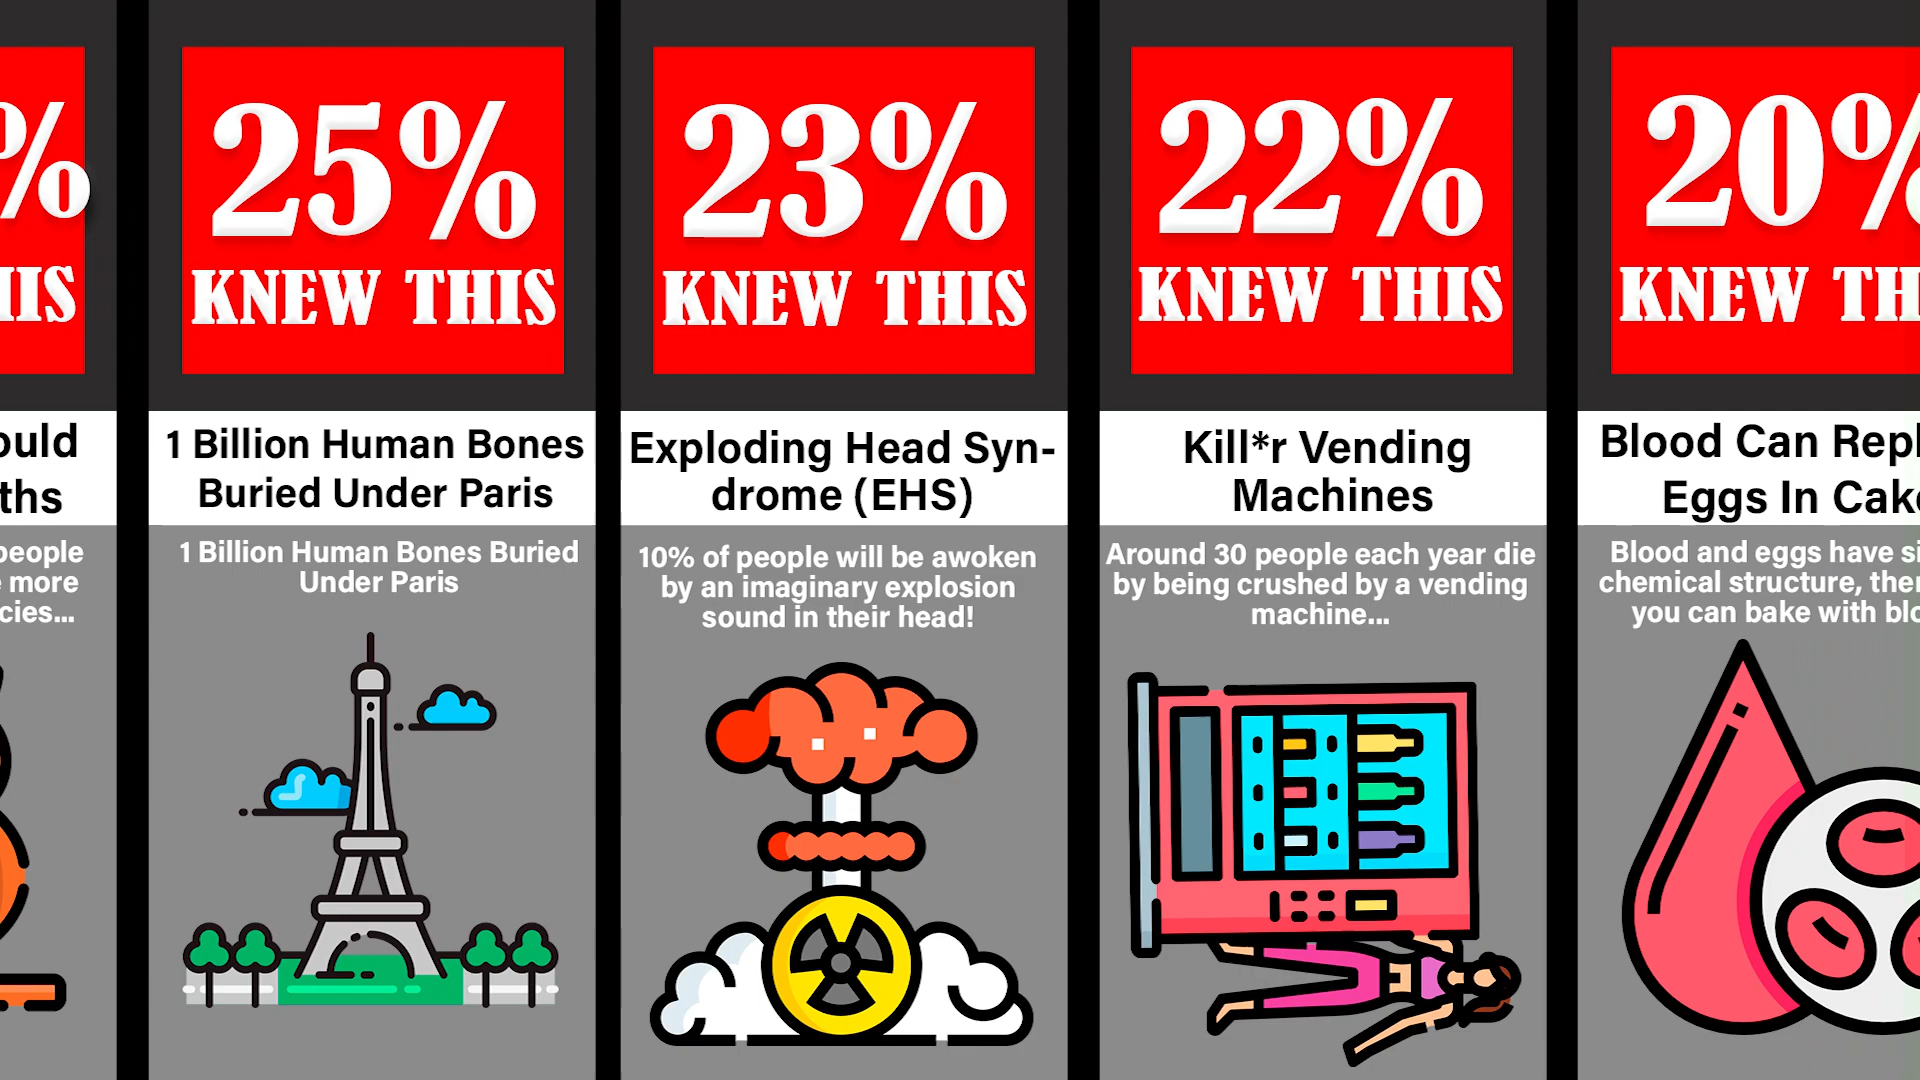 %
25%
KNEW THIS
1 Billion Human Bones
Buried Under Paris
1 Billion Human Bones Buried
Under Paris
23%
KNEW THIS
Exploding Head Syn-
drome (EHS)
10% of people will be awoken
by an imaginary explosion
sound in their head!
22%
KNEW THIS
Kill*r Vending
Machines
Around 30 people each year die
by being crushed by a vending
machine...
20%
KNEW
Blood Can
Eggs In
Blood and eggs have
chemical structure,
you can bake with
people
more